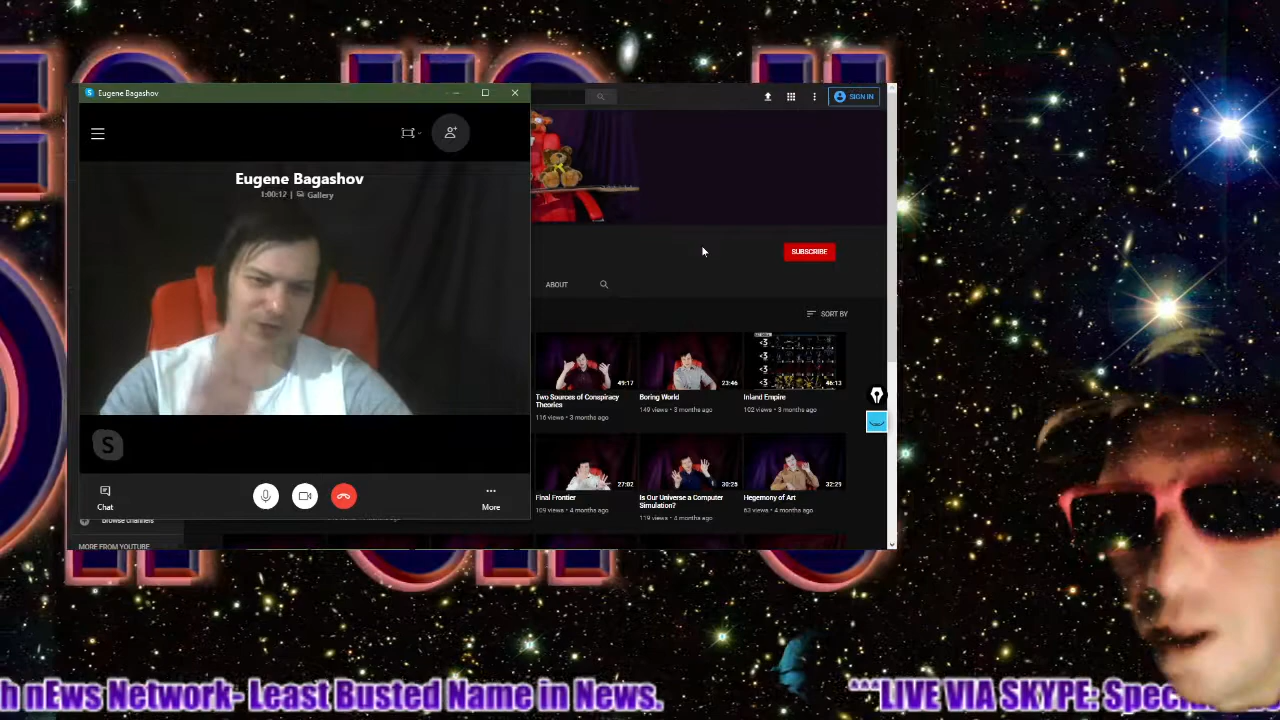 Eugene Bagashov
SIGN IN
Eugene Bagashov
1:00:12 | Gallery
SUBSCRIBE
ABOUT
SORT BY
49:17
23:46
46:13
Two Sources of Conspiracy
Theories
116 views • 3 months ago
Boring World
149 views • 3 months ago
Inland Empire
102 views • 3 months ago
27:02
30:25
32:29
Final Frontier
109 views • 4 months ago
Is Our Universe a Computer
Simulation?
119 views • 4 months ago
Hegemony of Art
63 views • 4 months ago
Chat
More
Browse channels
MORE FROM YOUTUBE
h nEws Network- Least Busted Name in News.
***LIVE VIA SKYPE: Spec